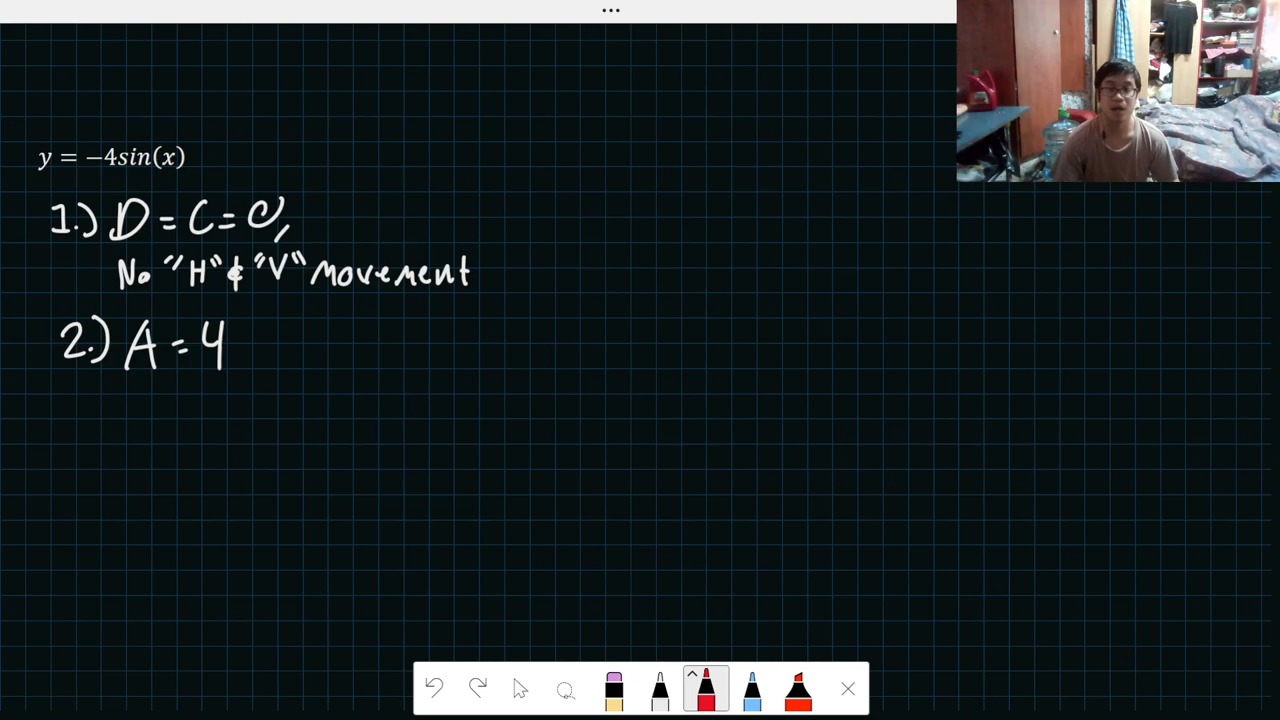 y = −4sin(x)
1.) D = C = 0,
No "H" & "V" movement
2.) A = 4